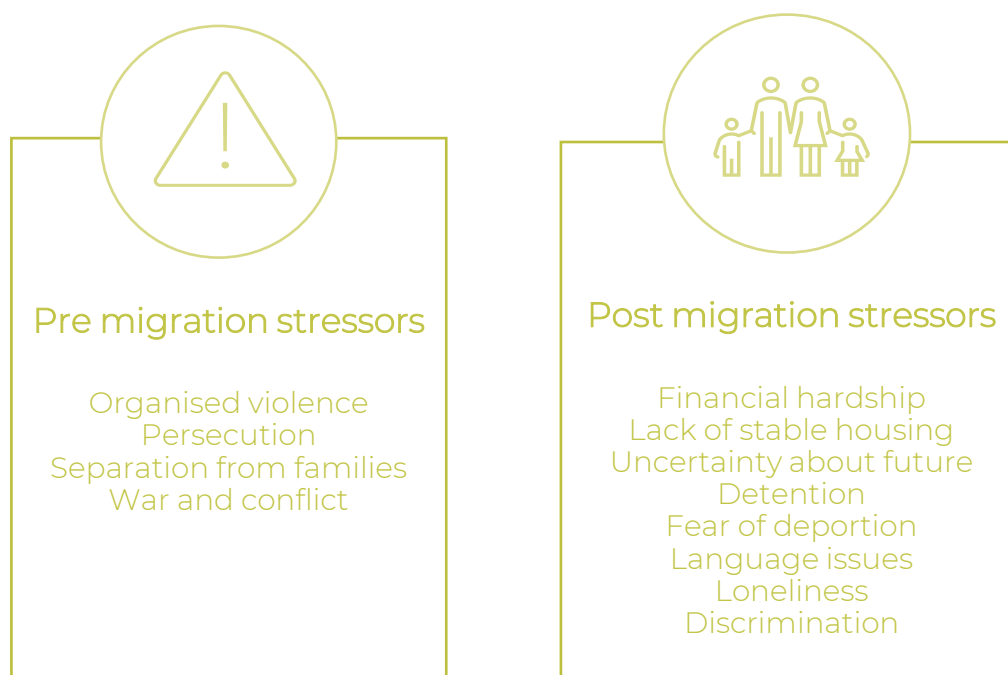 Pre migration stressors
Organised violence
Persecution
Separation from families
War and conflict
Post migration stressors
Financial hardship
Lack of stable housing
Uncertainty about future
Detention
Fear of deportion
Language issues
Loneliness
Discrimination